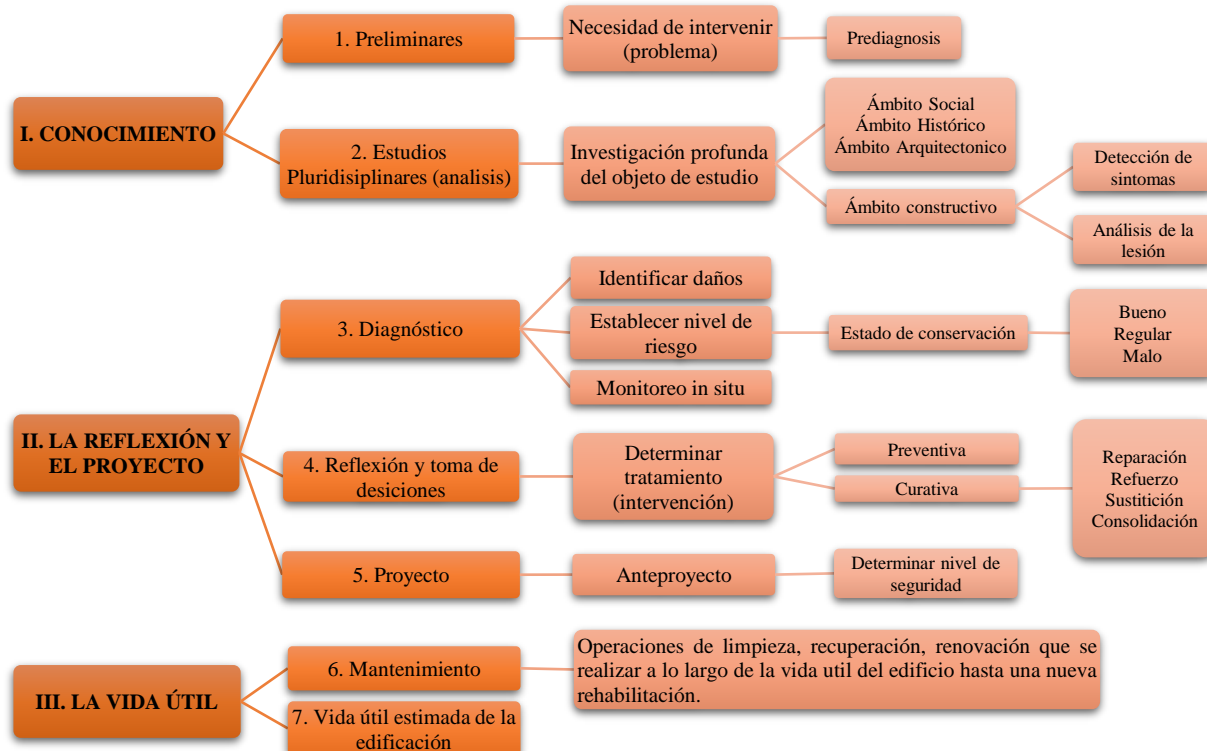 I. CONOCIMIENTO
1. Preliminares
Necesidad de intervenir
(problema)
Prediagnosis
2. Estudios
Pluridisiplinares (analisis)
Investigación profunda
del objeto de estudio
Ámbito Social
Ámbito Histórico
Ámbito Arquitectonico
Ámbito constructivo
Detección de
sintomas
Análisis de la
lesión
II. LA REFLEXIÓN Y
EL PROYECTO
3. Diagnóstico
Identificar daños
Establecer nivel de
riesgo
Estado de conservación
Bueno
Regular
Malo
Monitoreo in situ
4. Reflexión y toma de
desiciones
Determinar
tratamiento
(intervención)
Preventiva
Curativa
Reparación
Refuerzo
Sustitición
Consolidación
5. Proyecto
Anteproyecto
Determinar nivel de
seguridad
III. LA VIDA ÚTIL
6. Mantenimiento
Operaciones de limpieza, recuperación, renovación que se
realizar a lo largo de la vida util del edificio hasta una nueva
rehabilitación.
7. Vida útil estimada de la
edificación